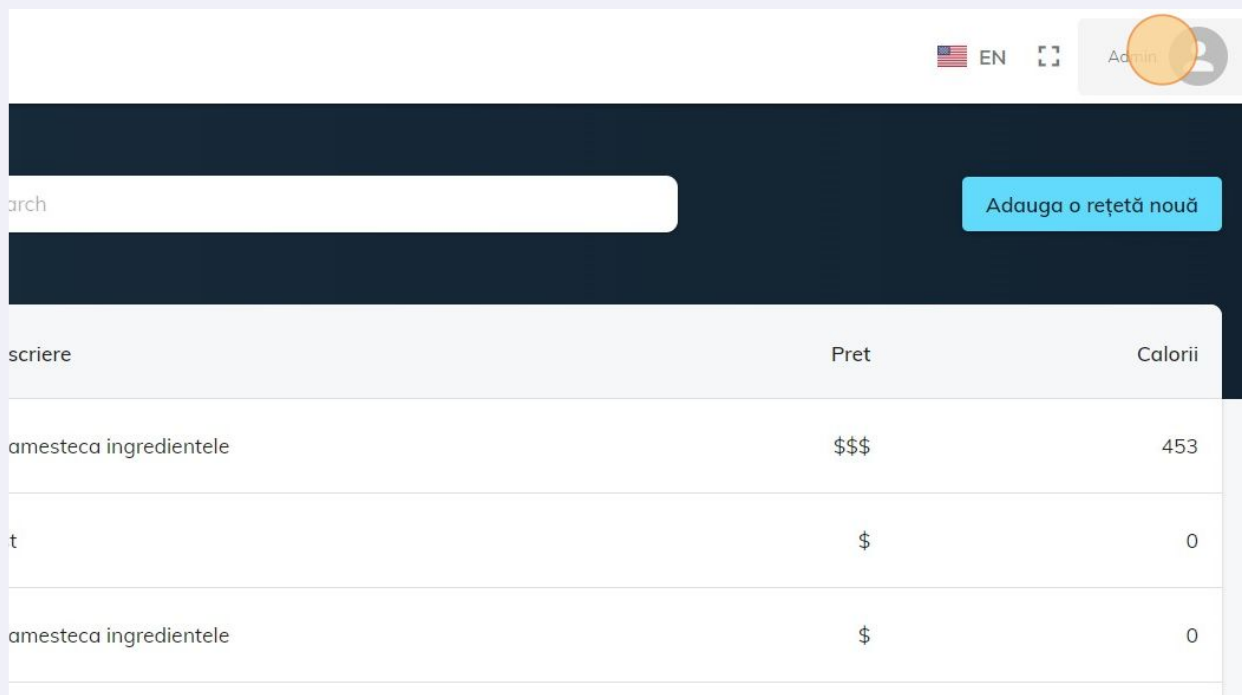 EN
Admin
arch
Adauga o rețetă nouă
scriere Pret Calorii
amesteca ingredientele $$$ 453
t $ 0
amesteca ingredientele $ 0